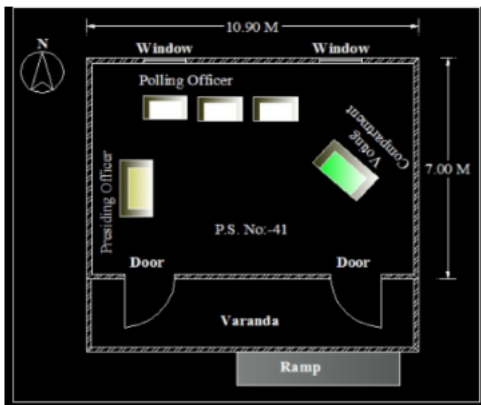 10.90 M
N
Window
Window
Polling Officer
Voting
Compartment
7.00 M
Presiding Officer
P.S. No:-41
Door
Door
Varanda
Ramp